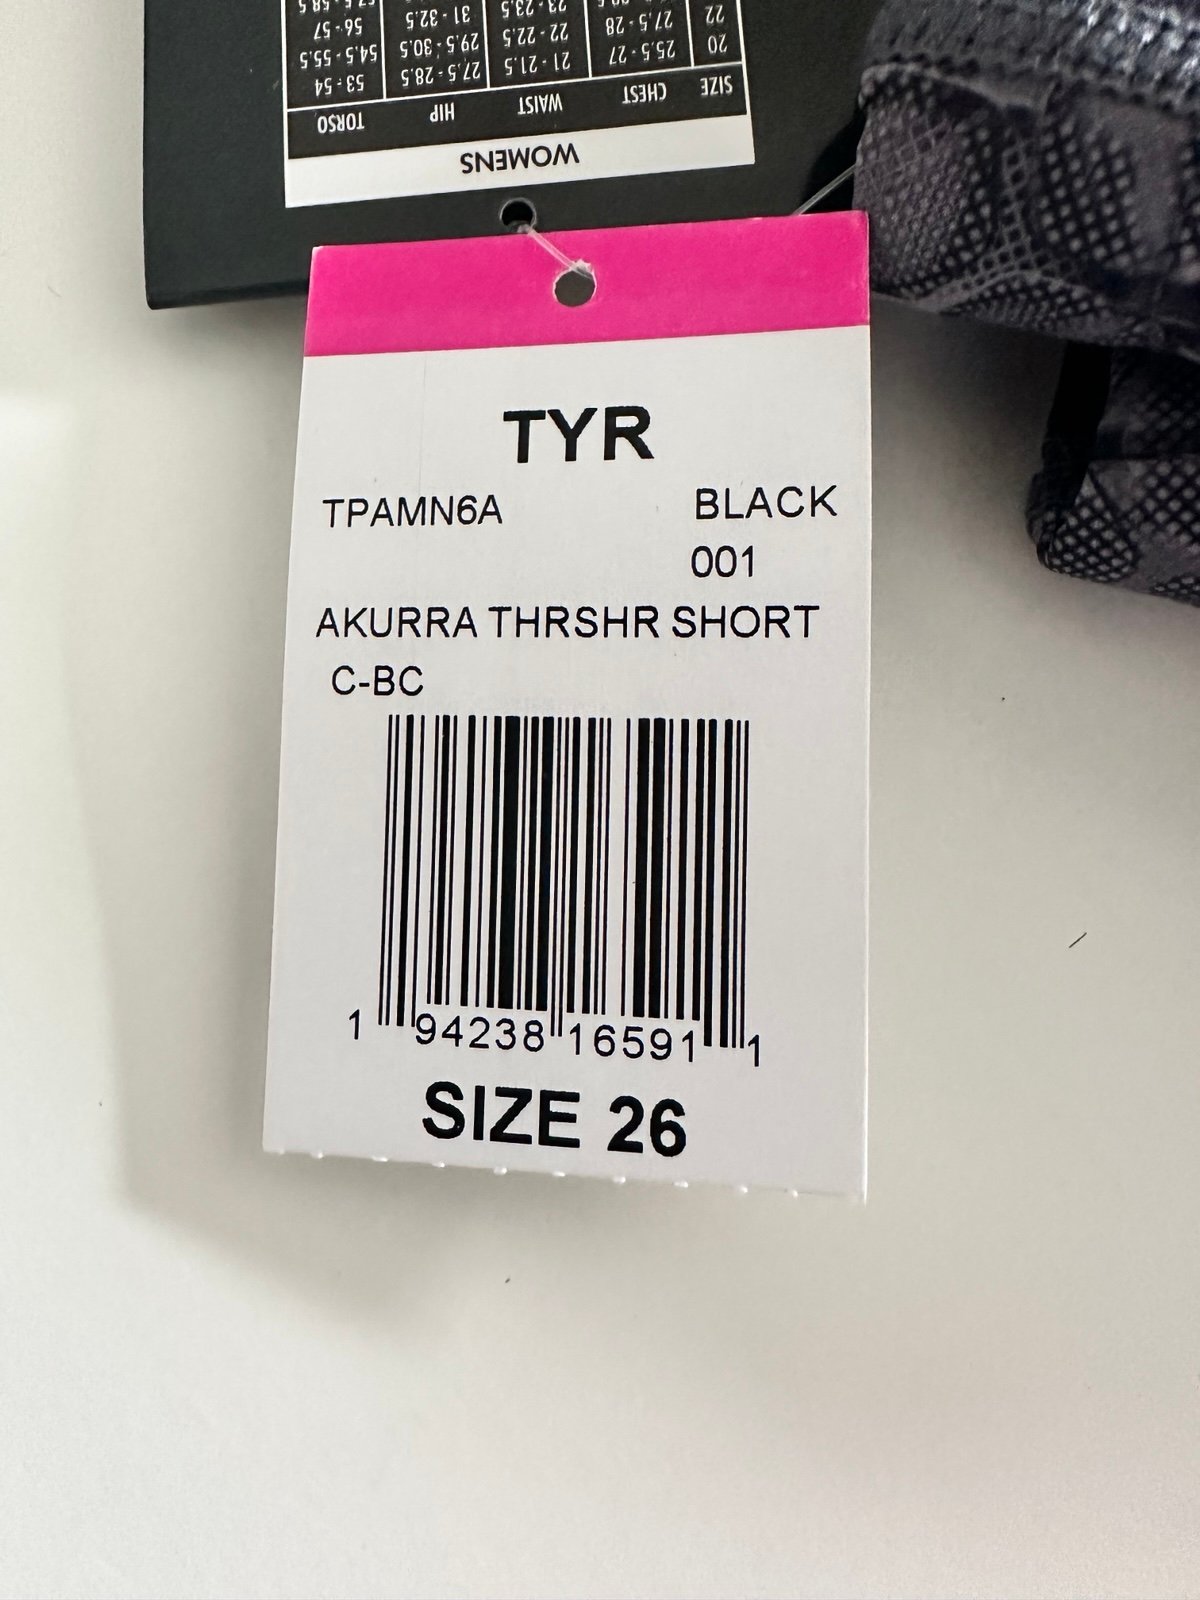 WOMENS
SIZE CHEST WAIST HIP TORSO
20 25.5 - 27 21 - 21.5 27.5 - 28.5 53 - 54
22 27.5 - 28 22 - 22.5 29.5 - 30.5 54.5 - 55.5
23 - 23.5 31 - 32.5 56 - 57
TYR
TPAMN6A BLACK
001
AKURRA THRSHR SHORT
C-BC
1 94238 16591 1
SIZE 26